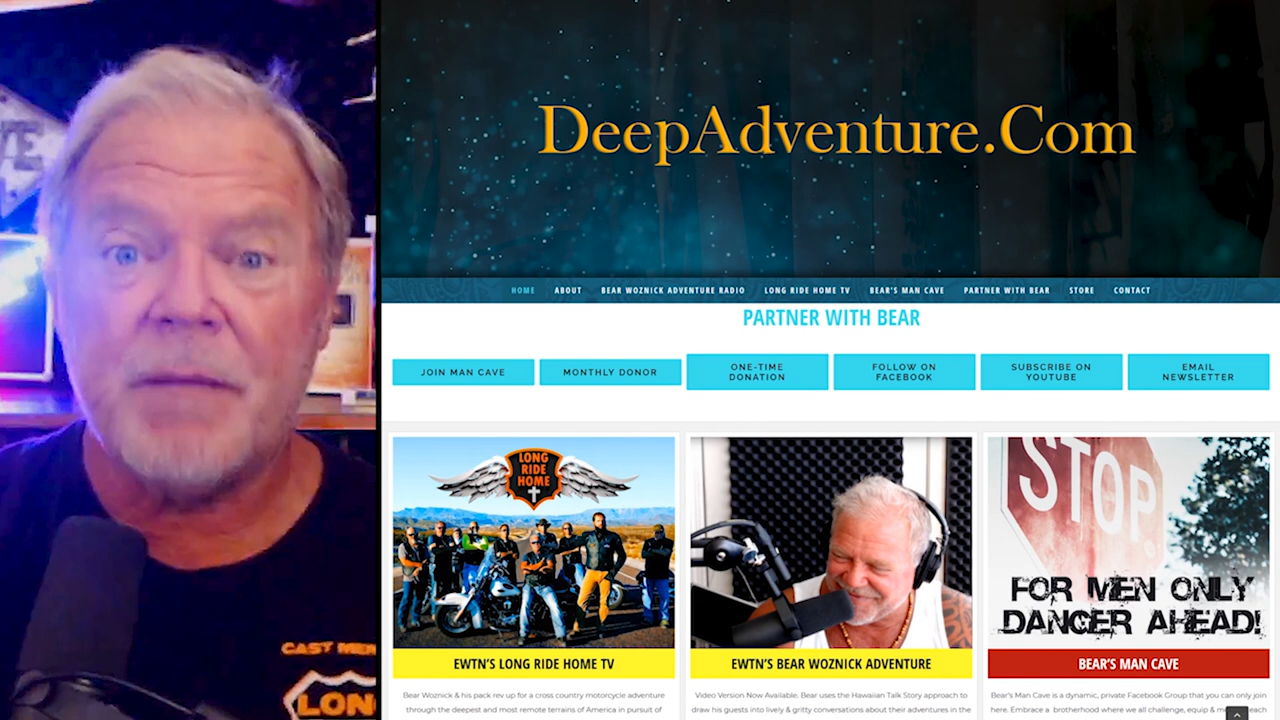 CAST MEM
LON
DeepAdventure.Com
HOME ABOUT BEAR WOZNICK ADVENTURE RADIO LONG RIDE HOME TV BEAR'S MAN CAVE PARTNER WITH BEAR STORE CONTACT
PARTNER WITH BEAR
JOIN MAN CAVE
MONTHLY DONOR
ONE-TIME
DONATION
FOLLOW ON
FACEBOOK
SUBSCRIBE ON
YOUTUBE
EMAIL
NEWSLETTER
LONG
RIDE
HOME
EWTN'S LONG RIDE HOME TV
Bear Woznick & his pack rev up for a cross country motorcycle adventure
through the deepest and most remote terrains of America in pursuit of
EWTN'S BEAR WOZNICK ADVENTURE
Video Version Now Available. Bear uses the Hawaiian Talk Story approach to
draw his guests into lively & gritty conversations about their adventures in the
STOP
FOR MEN ONLY
DANGER AHEAD!
BEAR'S MAN CAVE
Bear's Man Cave is a dynamic, private Facebook Group that you can only join
here. Embrace a brotherhood where we all challenge, equip &